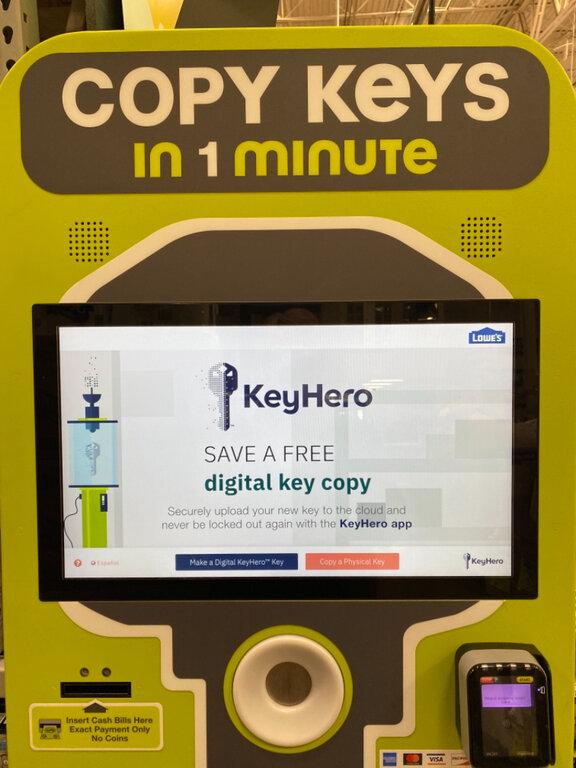 COPY KEYS
IN 1 MINUTE
LOWE'S
KeyHero
SAVE A FREE
digital key copy
Securely upload your new key to the cloud and
never be locked out again with the KeyHero app
?
Español
Make a Digital KeyHero™ Key
Copy a Physical Key
KeyHero
Insert Cash Bills Here
Exact Payment Only
No Coins
VISA